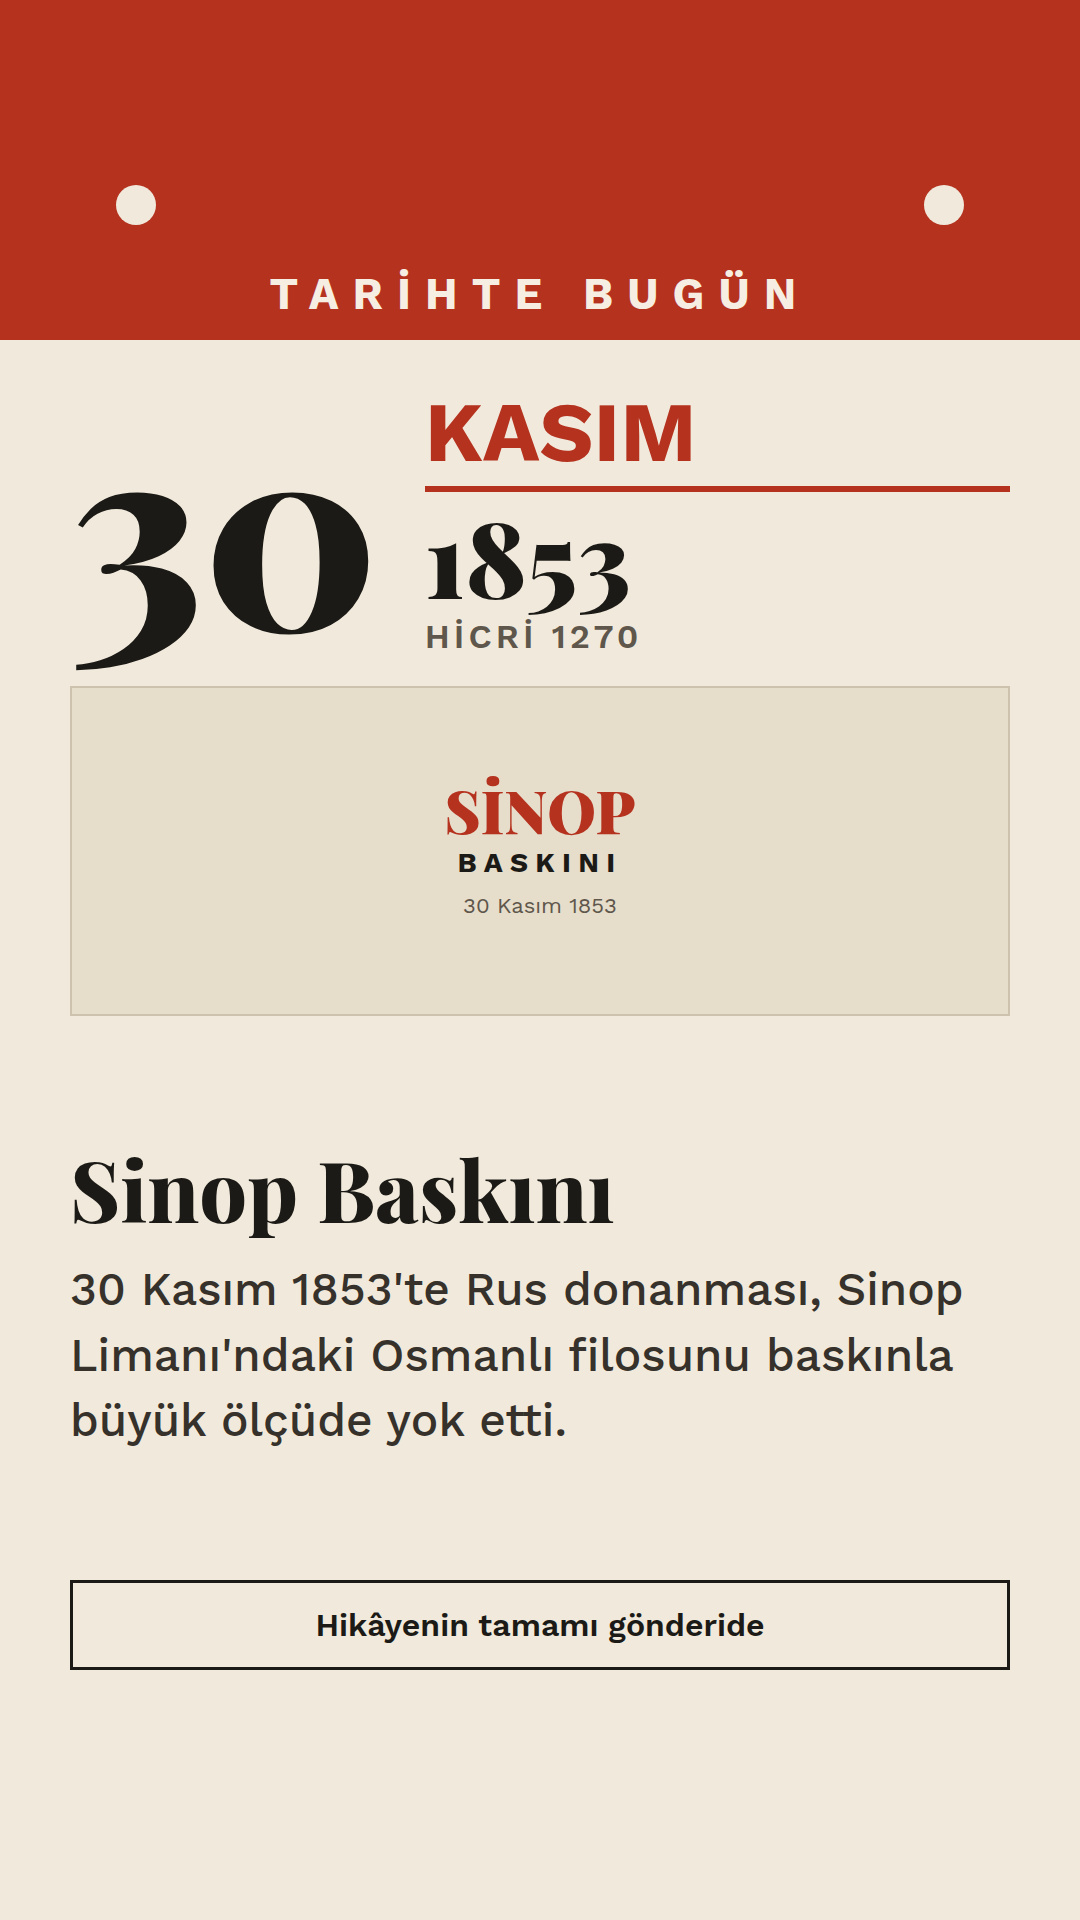 TARİHTE BUGÜN
30
KASIM
1853
HİCRİ 1270
SİNOP
BASKINI
30 Kasım 1853
Sinop Baskını
30 Kasım 1853'te Rus donanması, Sinop
Limanı'ndaki Osmanlı filosunu baskınla
büyük ölçüde yok etti.
Hikâyenin tamamı gönderide